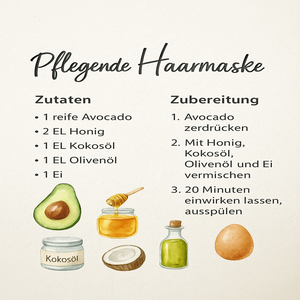 Pflegende Haarmaske
Zutaten
• 1 reife Avocado
• 2 EL Honig
• 1 EL Kokosöl
• 1 EL Olivenöl
• 1 Ei
Zubereitung
1. Avocado
zerdrücken
2. Mit Honig,
Kokosöl,
Olivenöl und Ei
vermischen
3. 20 Minuten
einwirken lassen,
ausspülen
Kokosöl